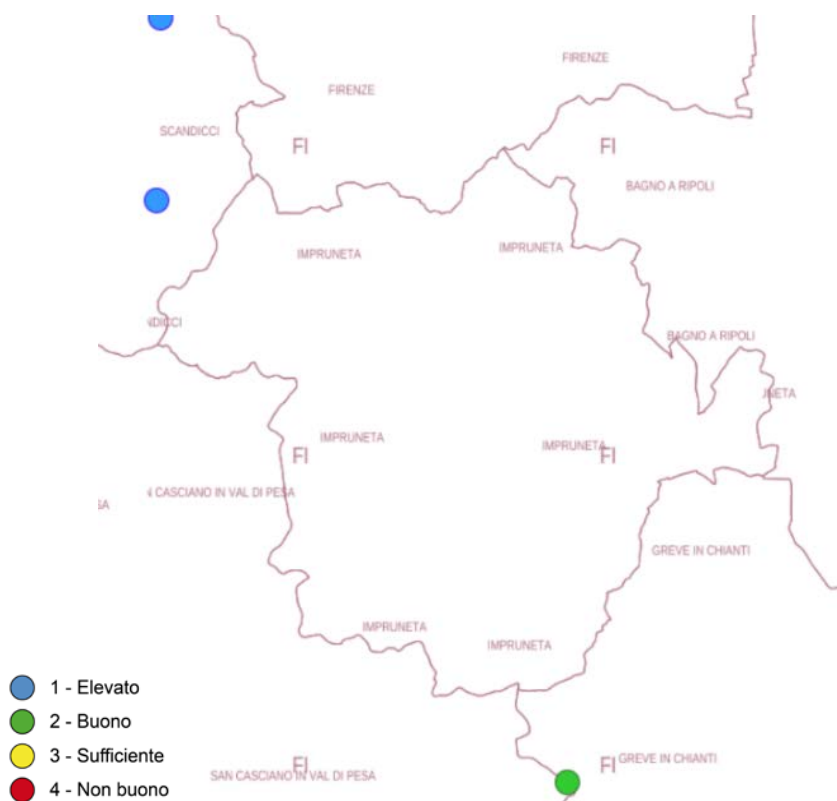 FIRENZE
FIRENZE
SCANDICCI
FI
FI
BAGNO A RIPOLI
IMPRUNETA
IMPRUNETA
NDICCI
BAGNO A RIPOLI
UNETA
IMPRUNETA
IMPRUNETA
FI
FI
N CASCIANO IN VAL DI PESA
SA
GREVE IN CHIANTI
IMPRUNETA
IMPRUNETA
1 - Elevato
2 - Buono
3 - Sufficiente
4 - Non buono
FI
FI
GREVE IN CHIANTI
SAN CASCIANO IN VAL DI PESA